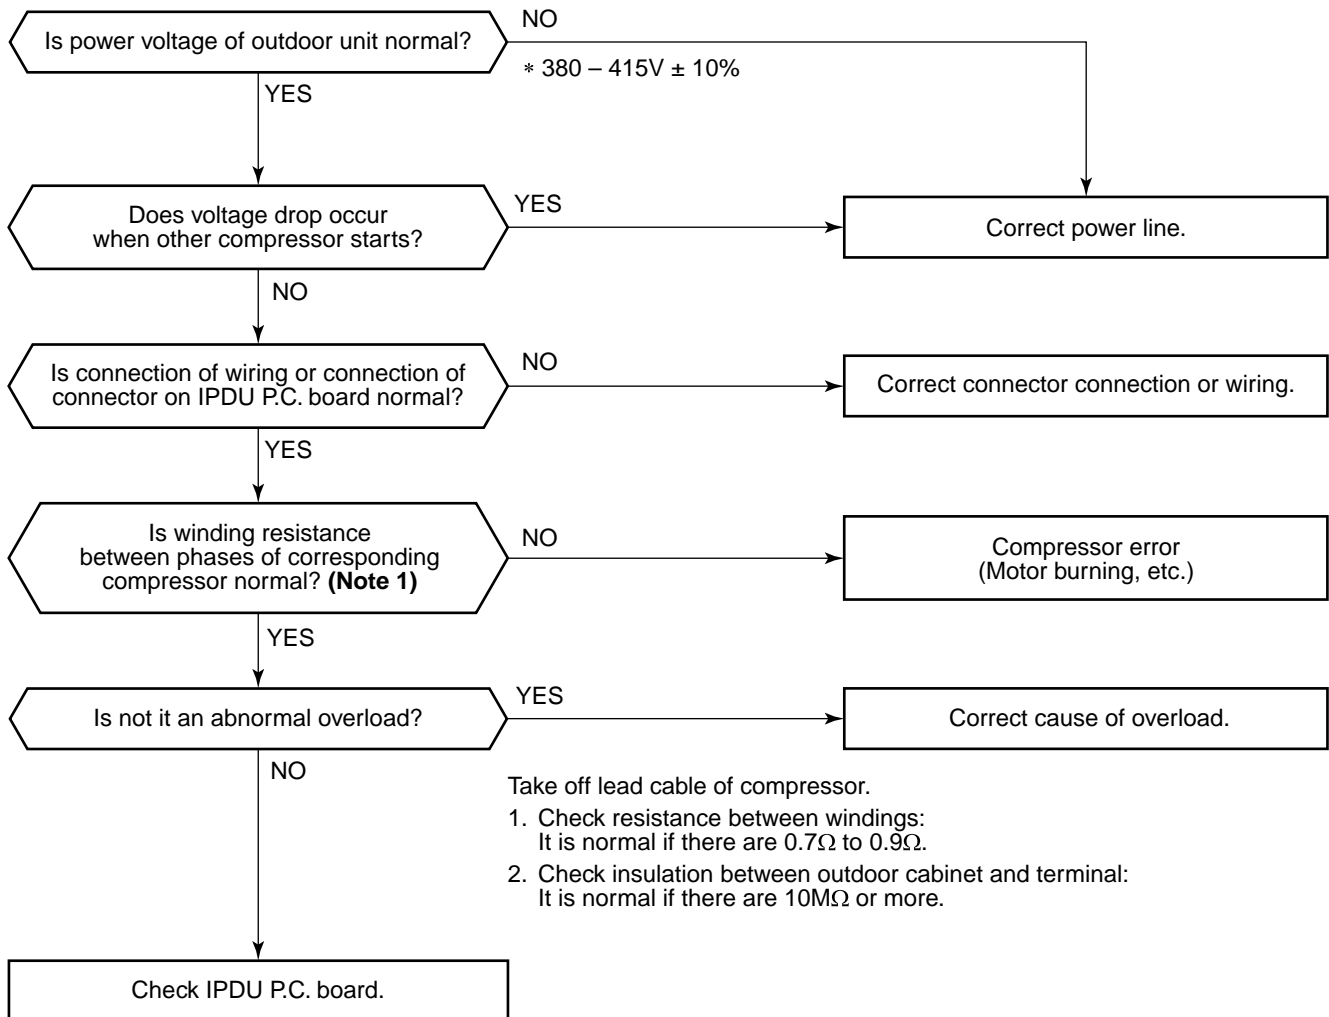 Is power voltage of outdoor unit normal?
NO
* 380 – 415V ± 10%
YES
Does voltage drop occur
when other compressor starts?
YES
Correct power line.
NO
Is connection of wiring or connection of
connector on IPDU P.C. board normal?
NO
Correct connector connection or wiring.
YES
Is winding resistance
between phases of corresponding
compressor normal? (Note 1)
NO
Compressor error
(Motor burning, etc.)
YES
Is not it an abnormal overload?
YES
Correct cause of overload.
NO
Take off lead cable of compressor.
1. Check resistance between windings:
It is normal if there are 0.7Ω to 0.9Ω.
2. Check insulation between outdoor cabinet and terminal:
It is normal if there are 10MΩ or more.
Check IPDU P.C. board.